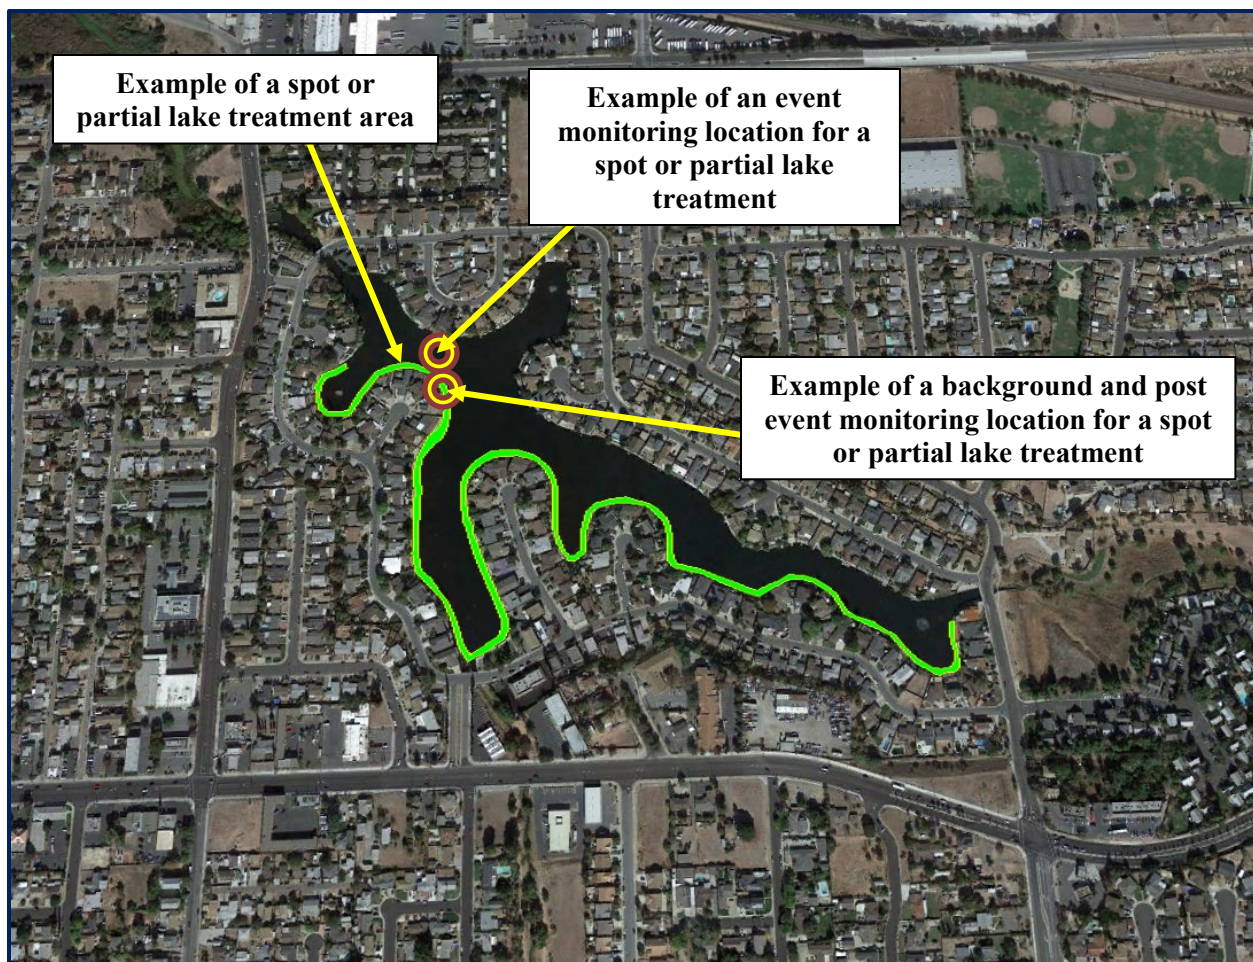 Example of a spot or
partial lake treatment area
Example of an event
monitoring location for a
spot or partial lake
treatment
Example of a background and post
event monitoring location for a spot
or partial lake treatment